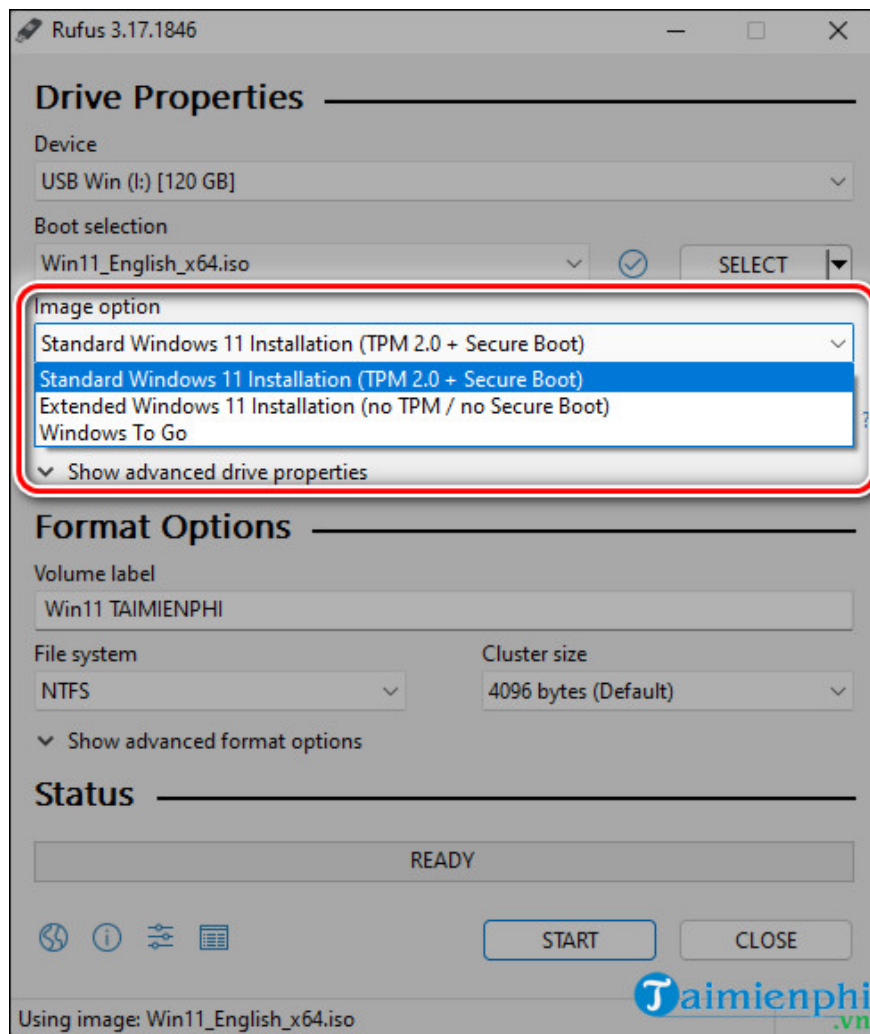 Rufus 3.17.1846
Drive Properties
Device
USB Win (I:) [120 GB]
Boot selection
Win11_English_x64.iso
SELECT
Image option
Standard Windows 11 Installation (TPM 2.0 + Secure Boot)
Standard Windows 11 Installation (TPM 2.0 + Secure Boot)
Extended Windows 11 Installation (no TPM / no Secure Boot)
Windows To Go
?
Show advanced drive properties
Format Options
Volume label
Win11 TAIMIENPHI
File system
Cluster size
NTFS
4096 bytes (Default)
Show advanced format options
Status
READY
START
CLOSE
Taimienphi
.vn
Using image: Win11_English_x64.iso